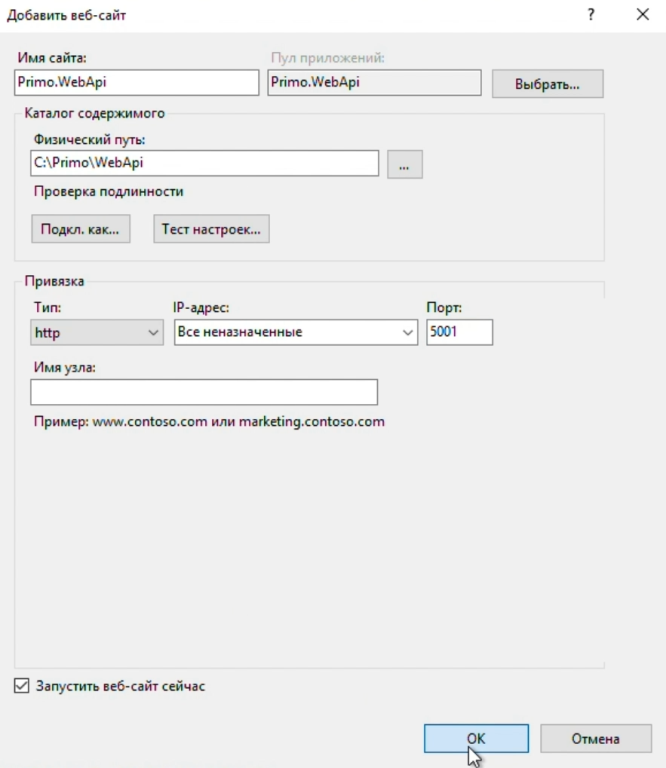 Добавить веб-сайт ? ×
Имя сайта: Пул приложений:
Primo.WebApi Primo.WebApi Выбрать...
Каталог содержимого
Физический путь:
C:\Primo\WebApi ...
Проверка подлинности
Подкл. как... Тест настроек...
Привязка
Тип: IP-адрес: Порт:
http Все неназначенные 5001
Имя узла:
Пример: www.contoso.com или marketing.contoso.com
Запустить веб-сайт сейчас
ОК Отмена